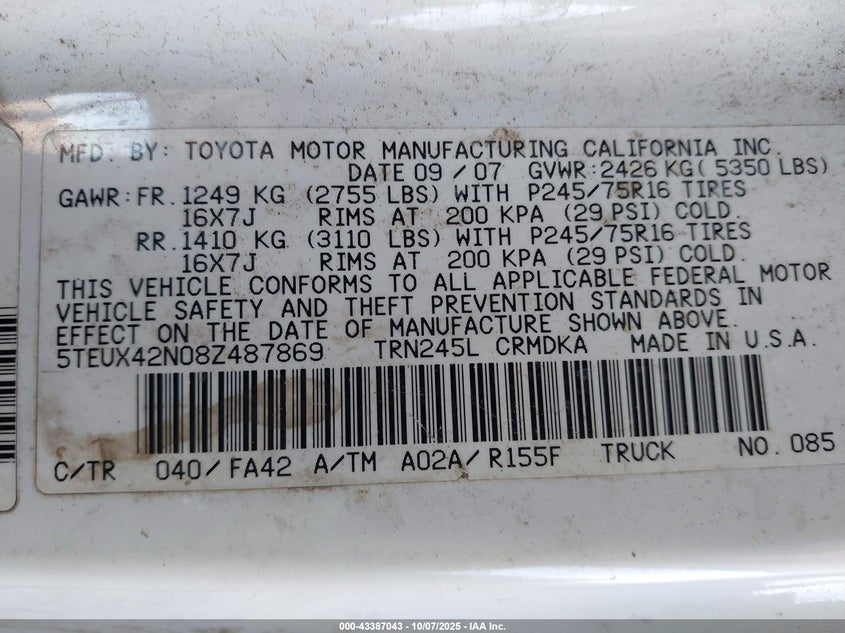 MFD. BY: TOYOTA MOTOR MANUFACTURING CALIFORNIA INC.
DATE 09 / 07 GVWR: 2426 KG( 5350 LBS)
GAWR: FR. 1249 KG (2755 LBS) WITH P245/75R16 TIRES
16X7J RIMS AT 200 KPA (29 PSI) COLD.
RR. 1410 KG (3110 LBS) WITH P245/75R16 TIRES
16X7J RIMS AT 200 KPA (29 PSI) COLD.
THIS VEHICLE CONFORMS TO ALL APPLICABLE FEDERAL MOTOR
VEHICLE SAFETY AND THEFT PREVENTION STANDARDS IN
EFFECT ON THE DATE OF MANUFACTURE SHOWN ABOVE.
5TEUX42N08Z487869 TRN245L CRMDKA MADE IN U.S.A.
C/TR 040/FA42 A/TM A02A/R155F TRUCK NO. 085
000-43387043 - 10/07/2025 - IAA Inc.